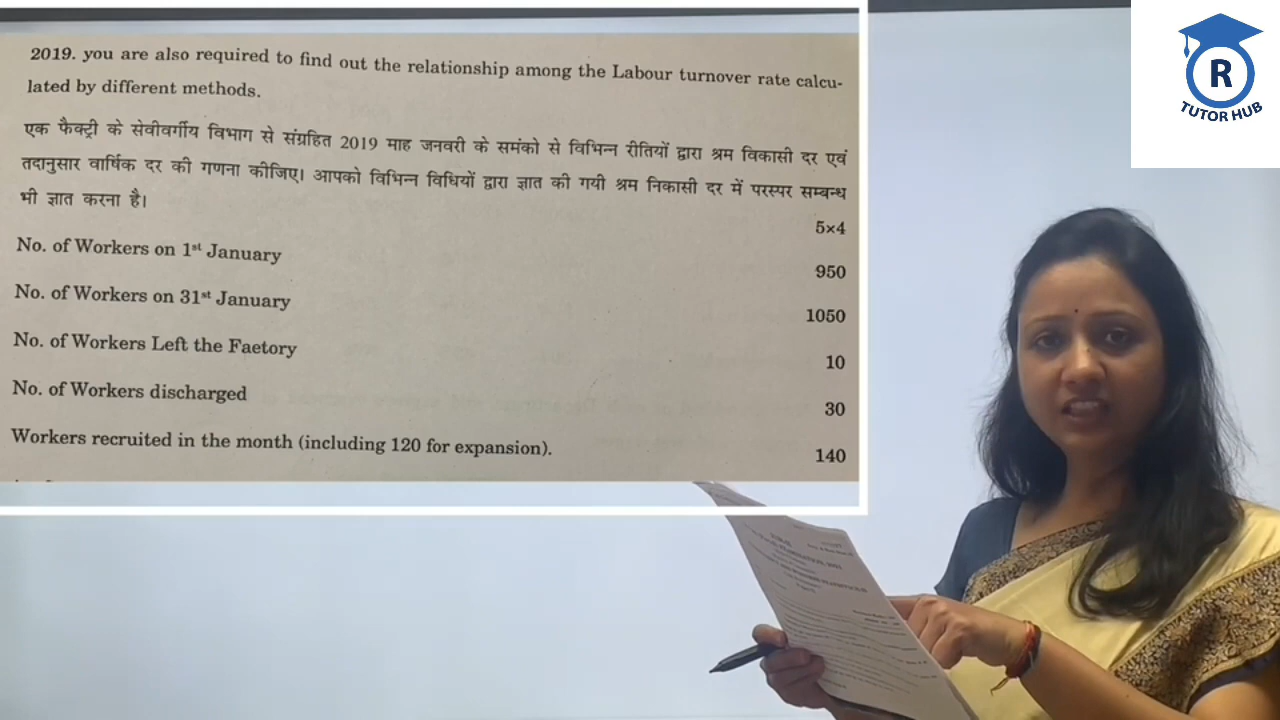 2019. you are also required to find out the relationship among the Labour turnover rate calcu-
lated by different methods.
एक फैक्ट्री के सेवीवर्गीय विभाग से संग्रहित 2019 माह जनवरी के समंको से विभिन्न रीतियों द्वारा श्रम विकासी दर एवं
तदानुसार वार्षिक दर की गणना कीजिए। आपको विभिन्न विधियों द्वारा ज्ञात की गयी श्रम निकासी दर में परस्पर सम्बन्ध
भी ज्ञात करना है।
5×4
No. of Workers on 1st January 950
No. of Workers on 31st January 1050
No. of Workers Left the Faetory 10
No. of Workers discharged 30
Workers recruited in the month (including 120 for expansion). 140
R
TUTOR HUB